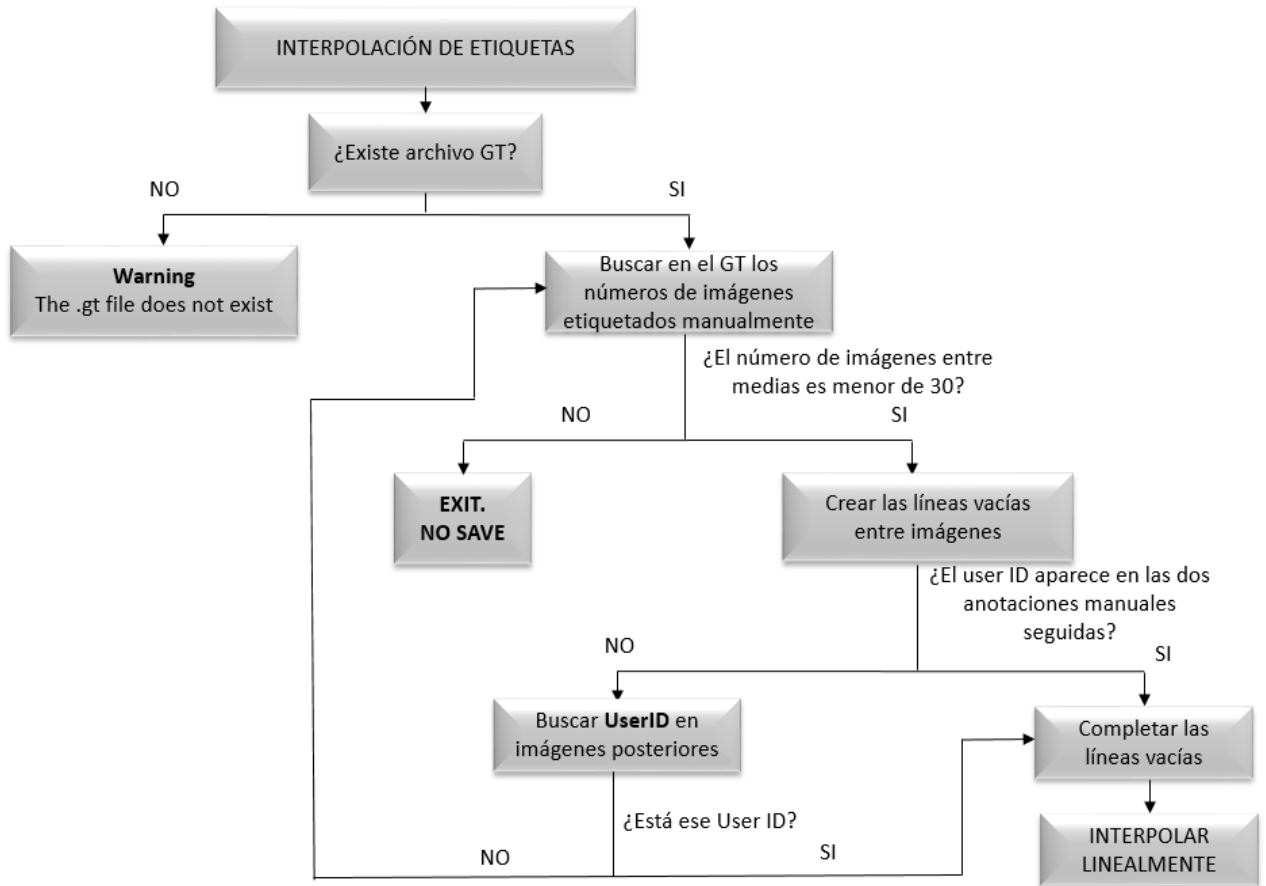 INTERPOLACIÓN DE ETIQUETAS
¿Existe archivo GT?
NO
SI
Warning
The .gt file does not exist
Buscar en el GT los
números de imágenes
etiquetados manualmente
¿El número de imágenes entre
medias es menor de 30?
NO
SI
EXIT.
NO SAVE
Crear las líneas vacías
entre imágenes
¿El user ID aparece en las dos
anotaciones manuales
seguidas?
NO
SI
Buscar UserID en
imágenes posteriores
Completar las
líneas vacías
¿Está ese User ID?
NO
SI
INTERPOLAR
LINEALMENTE